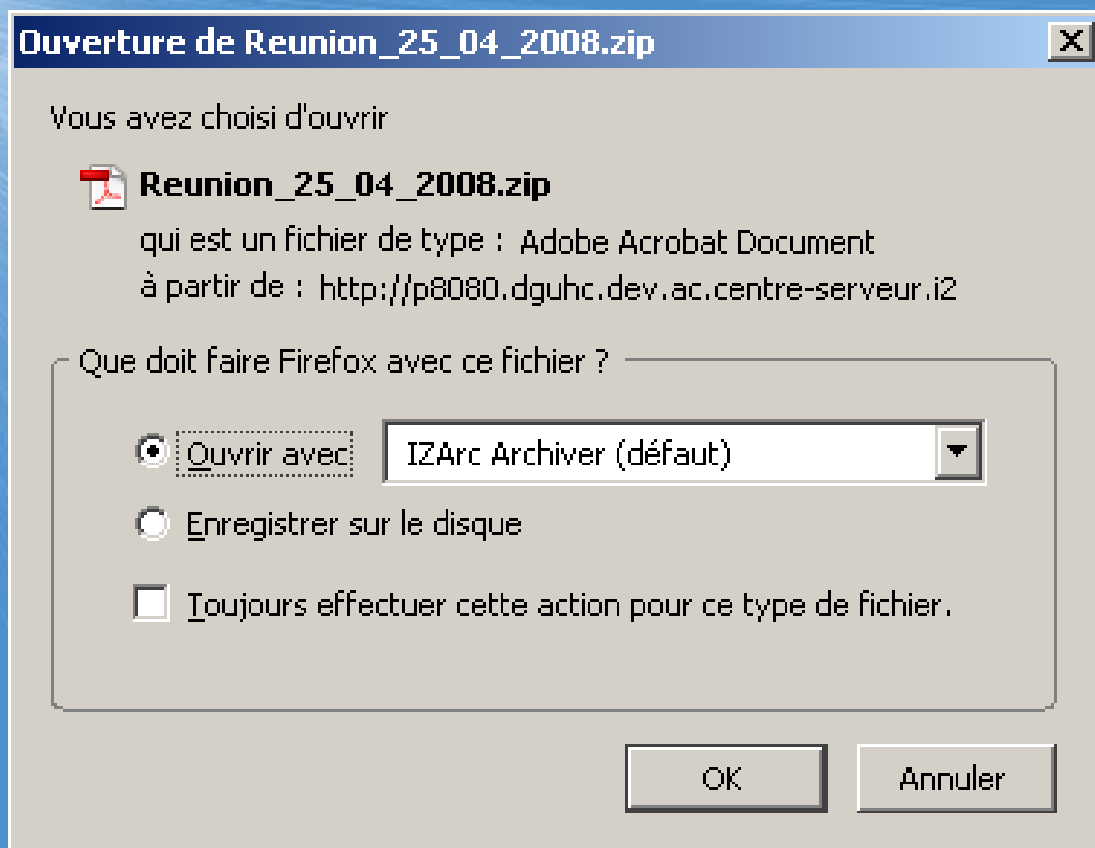 Ouverture de Reunion_25_04_2008.zip
Vous avez choisi d'ouvrir
Reunion_25_04_2008.zip
qui est un fichier de type : Adobe Acrobat Document
à partir de : http://p8080.dguhc.dev.ac.centre-serveur.i2
Que doit faire Firefox avec ce fichier ?
Ouvrir avec IZArc Archiver (défaut)
Enregistrer sur le disque
Toujours effectuer cette action pour ce type de fichier.
OK Annuler